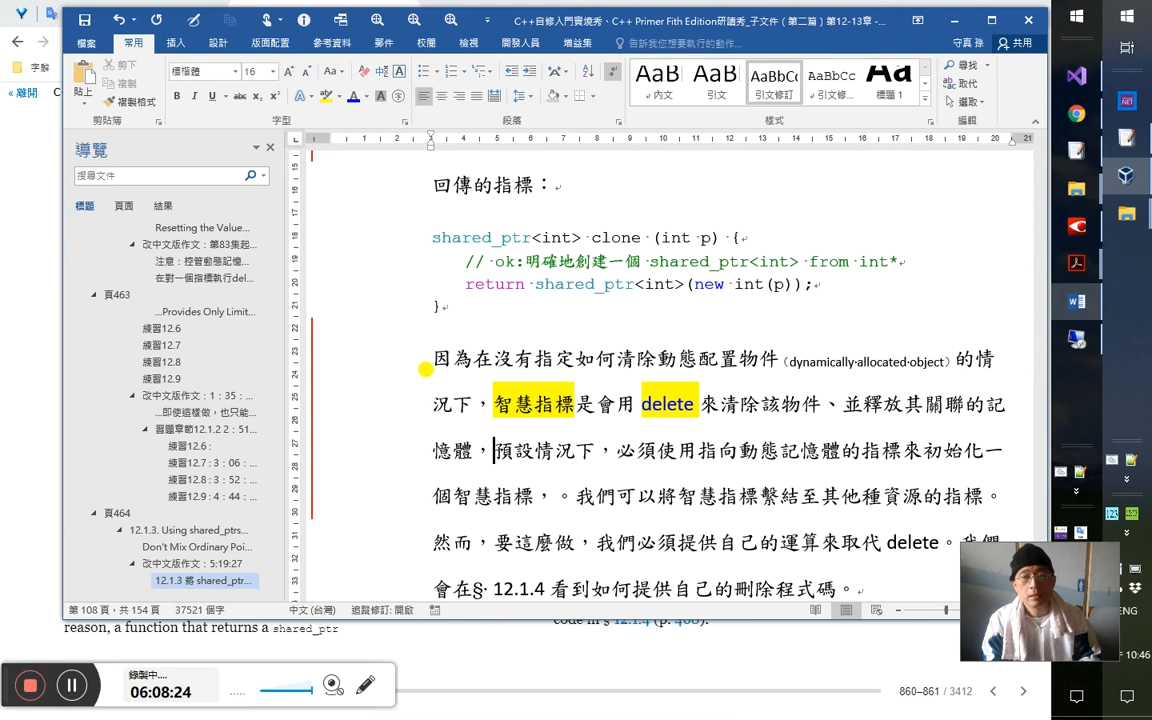 C++自修入門實境秀、C++ Primer Fith Edition研讀秀_子文件（第二篇）第12-13章 - ...
檔案 常用 插入 設計 版面配置 參考資料 郵件 校閱 檢視 開發人員 增益集 告訴我您想要執行的動作... 守真 孫 共用
字齡
« 離開
貼上 剪下 複製 複製格式
標楷體 16
AaBb AaBb AaBbCc AaBbCc Aa
內文 引文 引文修訂 引文修... 標題 1
尋找 取代 選取
剪貼簿 字型 段落 樣式 編輯
導覽
搜尋文件
標題 頁面 結果
Resetting the Value...
改中文版作文：第83集起...
注意：控管動態記憶...
在對一個指標執行del...
頁463
...Provides Only Limit...
練習12.6
練習12.7
練習12.8
練習12.9
改中文版作文：1：35：...
...即使這樣做，也只能...
習題章節12.1.2 2：51...
練習12.6：
練習12.7：3：06：...
練習12.8：3：52：...
練習12.9：4：44：...
頁464
12.1.3. Using shared_ptrs...
Don't Mix Ordinary Poi...
改中文版作文：5:19:27
12.1.3 將 shared_ptr...
回傳的指標：
shared_ptr<int> clone (int p) {
// ok:明確地創建一個 shared_ptr<int> from int*
return shared_ptr<int>(new int(p));
}
因為在沒有指定如何清除動態配置物件（dynamically-allocated-object）的情
況下，智慧指標是會用 delete 來清除該物件、並釋放其關聯的記
憶體，預設情況下，必須使用指向動態記憶體的指標來初始化一
個智慧指標，。我們可以將智慧指標繫結至其他種資源的指標。
然而，要這麼做，我們必須提供自己的運算來取代 delete。我們
會在§ 12.1.4 看到如何提供自己的刪除程式碼。
第 108 頁，共 154 頁 37521 個字 中文 (台灣) 追蹤修訂: 開啟
reason, a function that returns a shared_ptr
code in § 12.1.4 (p. 468).
錄製中...
06:08:24
860–861 / 3412
ENG
10:46